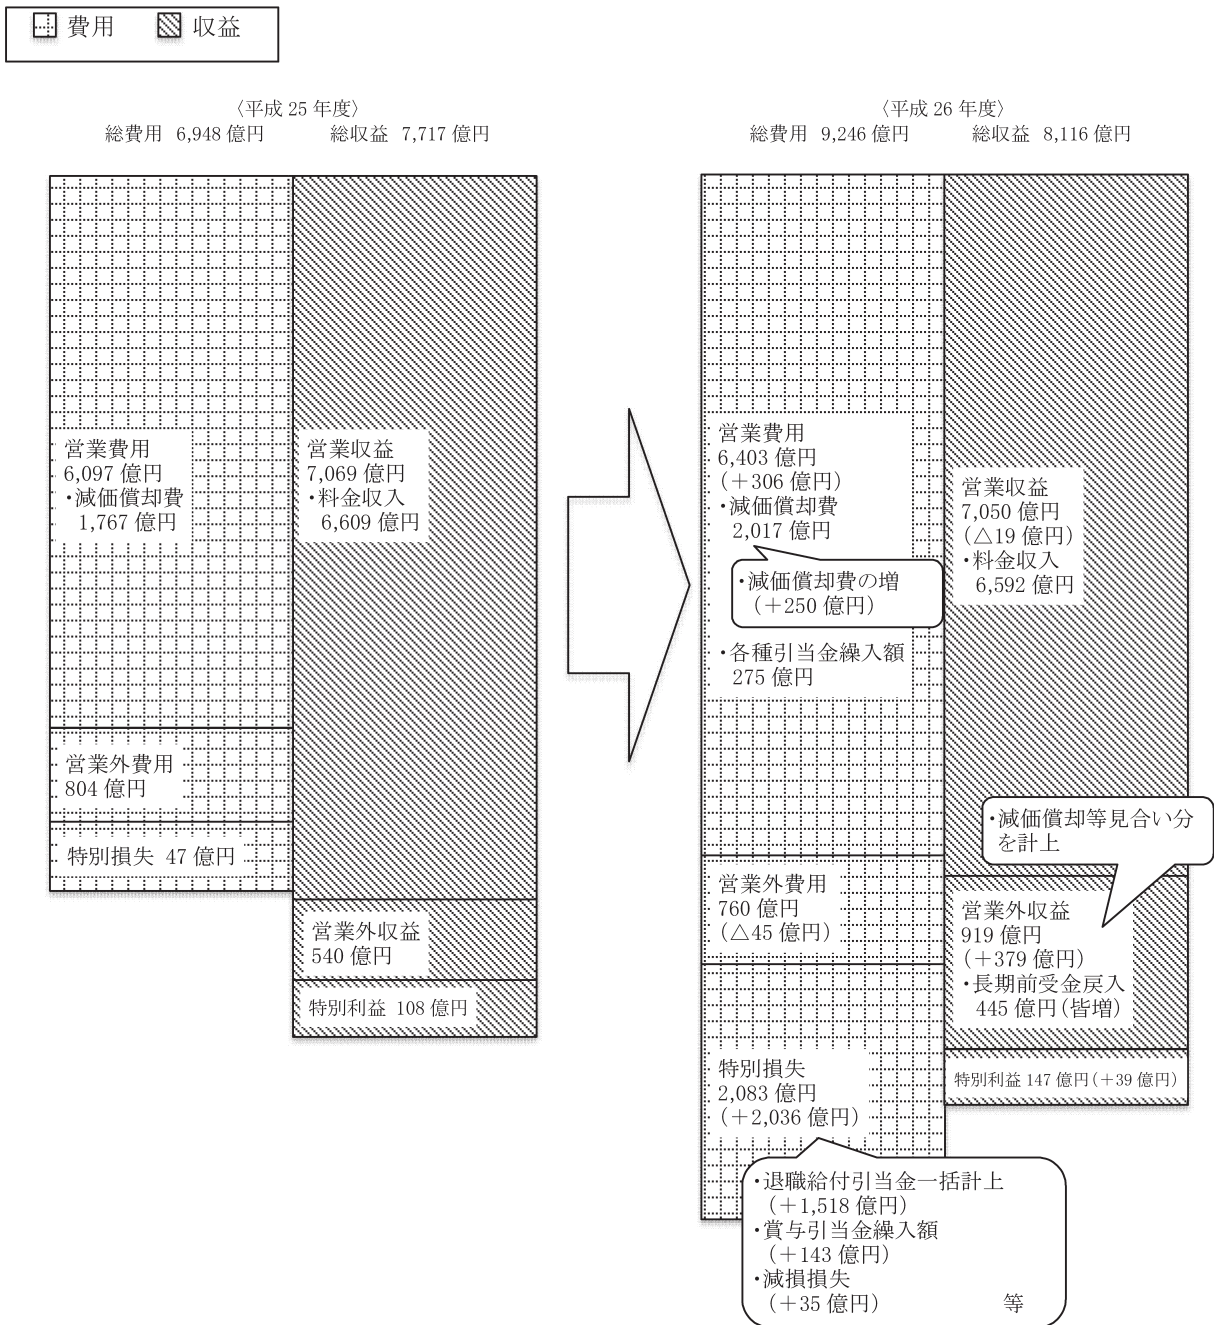 費用 収益
〈平成 25 年度〉
総費用 6,948 億円 総収益 7,717 億円
営業費用
6,097 億円
・減価償却費
1,767 億円
営業外費用
804 億円
特別損失 47 億円
営業収益
7,069 億円
・料金収入
6,609 億円
営業外収益
540 億円
特別利益 108 億円
〈平成 26 年度〉
総費用 9,246 億円 総収益 8,116 億円
営業費用
6,403 億円
(+306 億円)
・減価償却費
2,017 億円
・減価償却費の増
(+250 億円)
・各種引当金繰入額
275 億円
営業外費用
760 億円
(△45 億円)
特別損失
2,083 億円
(+2,036 億円)
・退職給付引当金一括計上
(+1,518 億円)
・賞与引当金繰入額
(+143 億円)
・減損損失
(+35 億円) 等
営業収益
7,050 億円
(△19 億円)
・料金収入
6,592 億円
・減価償却等見合い分
を計上
営業外収益
919 億円
(+379 億円)
・長期前受金戻入
445 億円(皆増)
特別利益 147 億円(+39 億円)